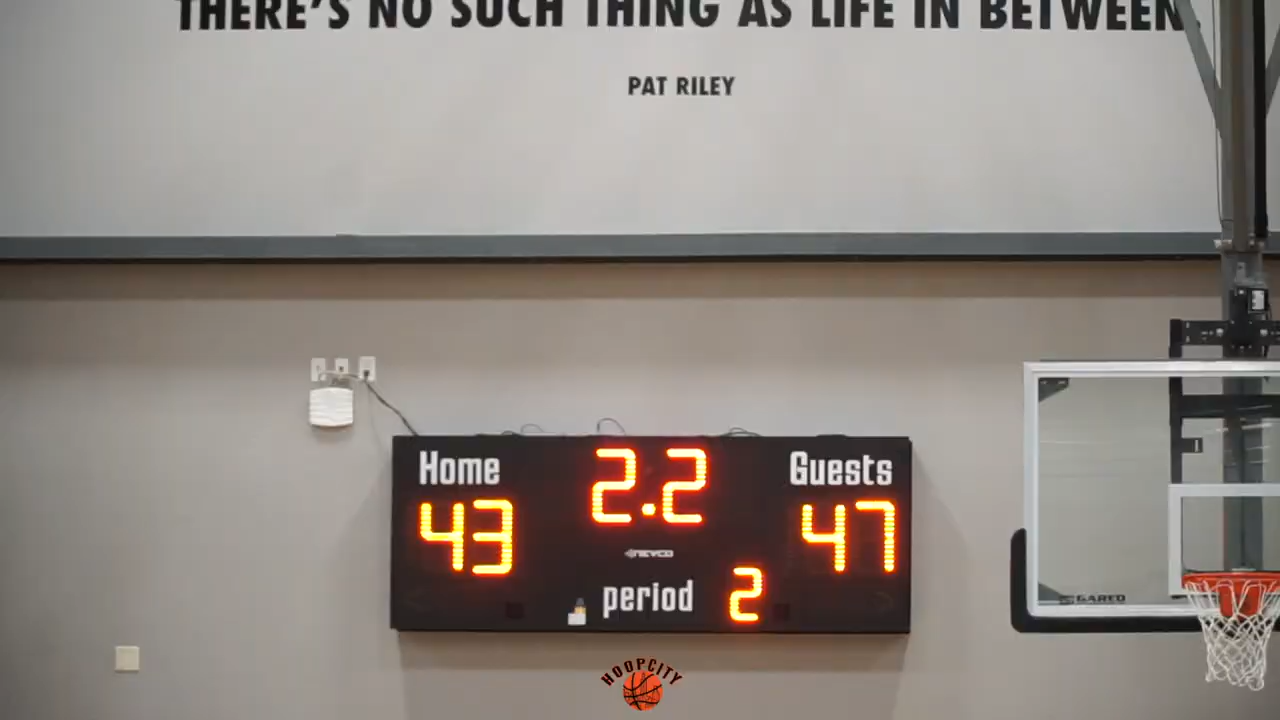 THERE'S NO SUCH THING AS LIFE IN BETWEEN.
PAT RILEY
Home
2.2
Guests
43
47
NEVCO
period
2
GARED
HOOPCITY